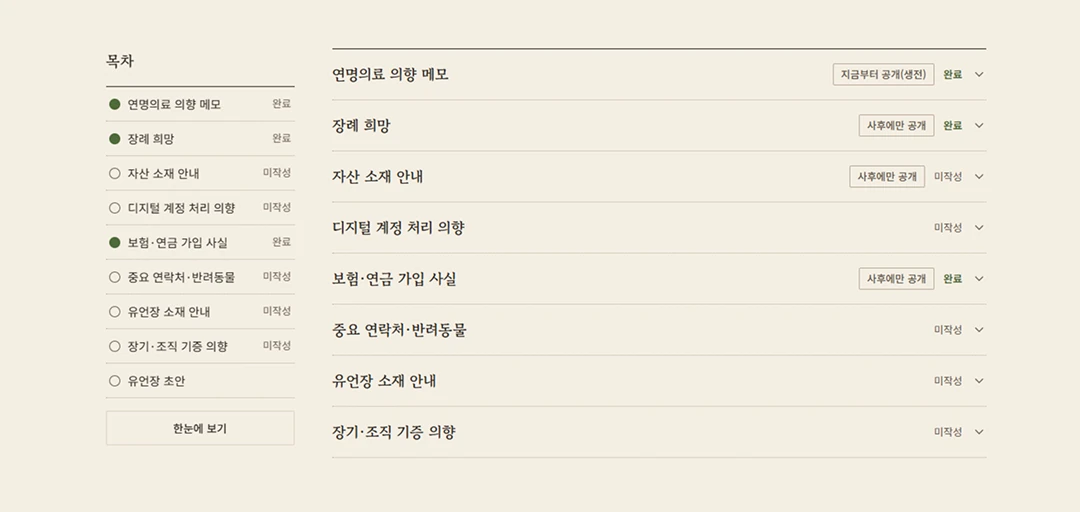 목차
연명의료 의향 메모 완료
장례 희망 완료
자산 소재 안내 미작성
디지털 계정 처리 의향 미작성
보험·연금 가입 사실 완료
중요 연락처·반려동물 미작성
유언장 소재 안내 미작성
장기·조직 기증 의향 미작성
유언장 초안
한눈에 보기
연명의료 의향 메모 지금부터 공개(생전) 완료
장례 희망 사후에만 공개 완료
자산 소재 안내 사후에만 공개 미작성
디지털 계정 처리 의향 미작성
보험·연금 가입 사실 사후에만 공개 완료
중요 연락처·반려동물 미작성
유언장 소재 안내 미작성
장기·조직 기증 의향 미작성